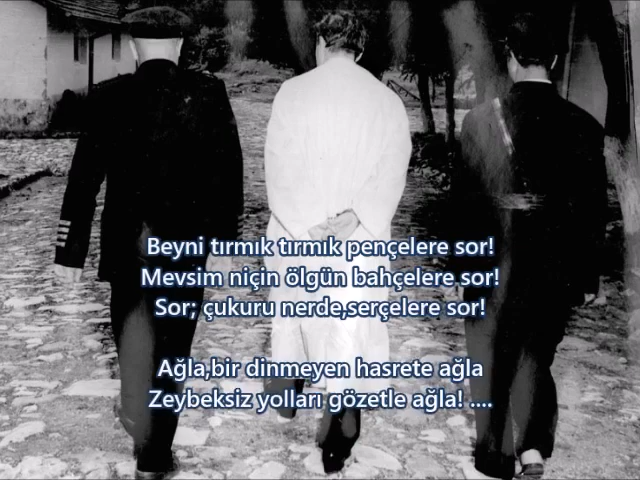 Beyni tırmık tırmık pençelere sor!
Mevsim niçin ölgün bahçelere sor!
Sor; çukuru nerde,serçelere sor!
Ağla,bir dinmeyen hasrete ağla
Zeybeksiz yolları gözetle ağla! ....